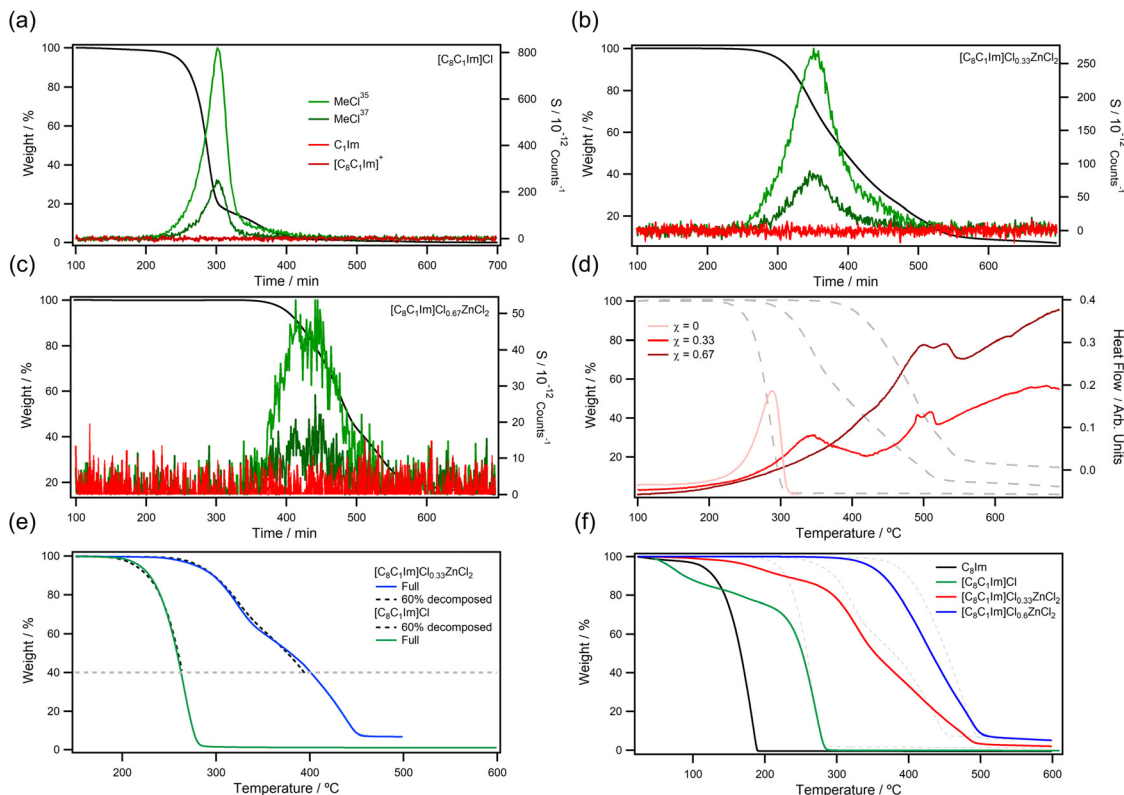 (a)
[C₈C₁Im]Cl
100
80
60
40
20
0
Weight / %
MeCl³⁵
MeCl³⁷
C₁Im
[C₈C₁Im]⁺
800
600
400
200
0
S / 10⁻¹² Counts⁻¹
100 200 300 400 500 600 700
Time / min
(b)
[C₈C₁Im]Cl₀.₃₃ZnCl₂
100
80
60
40
20
Weight / %
250
200
150
100
50
0
S / 10⁻¹² Counts⁻¹
100 200 300 400 500 600
Time / min
(c)
[C₈C₁Im]Cl₀.₆₇ZnCl₂
100
80
60
40
20
Weight / %
50
40
30
20
10
0
S / 10⁻¹² Counts⁻¹
100 200 300 400 500 600
Time / min
(d)
100
80
60
40
20
Weight / %
χ = 0
χ = 0.33
χ = 0.67
0.4
0.3
0.2
0.1
0.0
Heat Flow / Arb. Units
100 200 300 400 500 600
Temperature / ºC
(e)
100
80
60
40
20
0
Weight / %
[C₈C₁Im]Cl₀.₃₃ZnCl₂
Full
60% decomposed
[C₈C₁Im]Cl
60% decomposed
Full
200 300 400 500 600
Temperature / ºC
(f)
100
80
60
40
20
0
Weight / %
C₈Im
[C₈C₁Im]Cl
[C₈C₁Im]Cl₀.₃₃ZnCl₂
[C₈C₁Im]Cl₀.₆ZnCl₂
100 200 300 400 500 600
Temperature / ºC